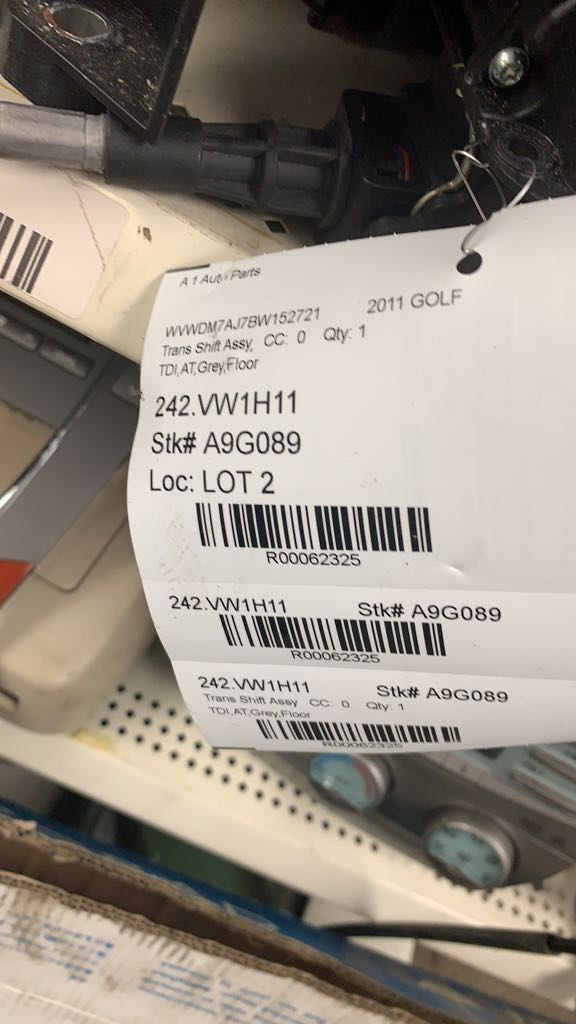 A 1 Auto Parts
WVWDM7AJ7BW152721 2011 GOLF
Trans Shift Assy, CC: 0 Qty: 1
TDI,AT,Grey,Floor
242.VW1H11
Stk# A9G089
Loc: LOT 2
R00062325
242.VW1H11 Stk# A9G089
R00062325
242.VW1H11 Stk# A9G089
Trans Shift Assy CC: 0 Qty: 1
TDI,AT,Grey,Floor
R00062325